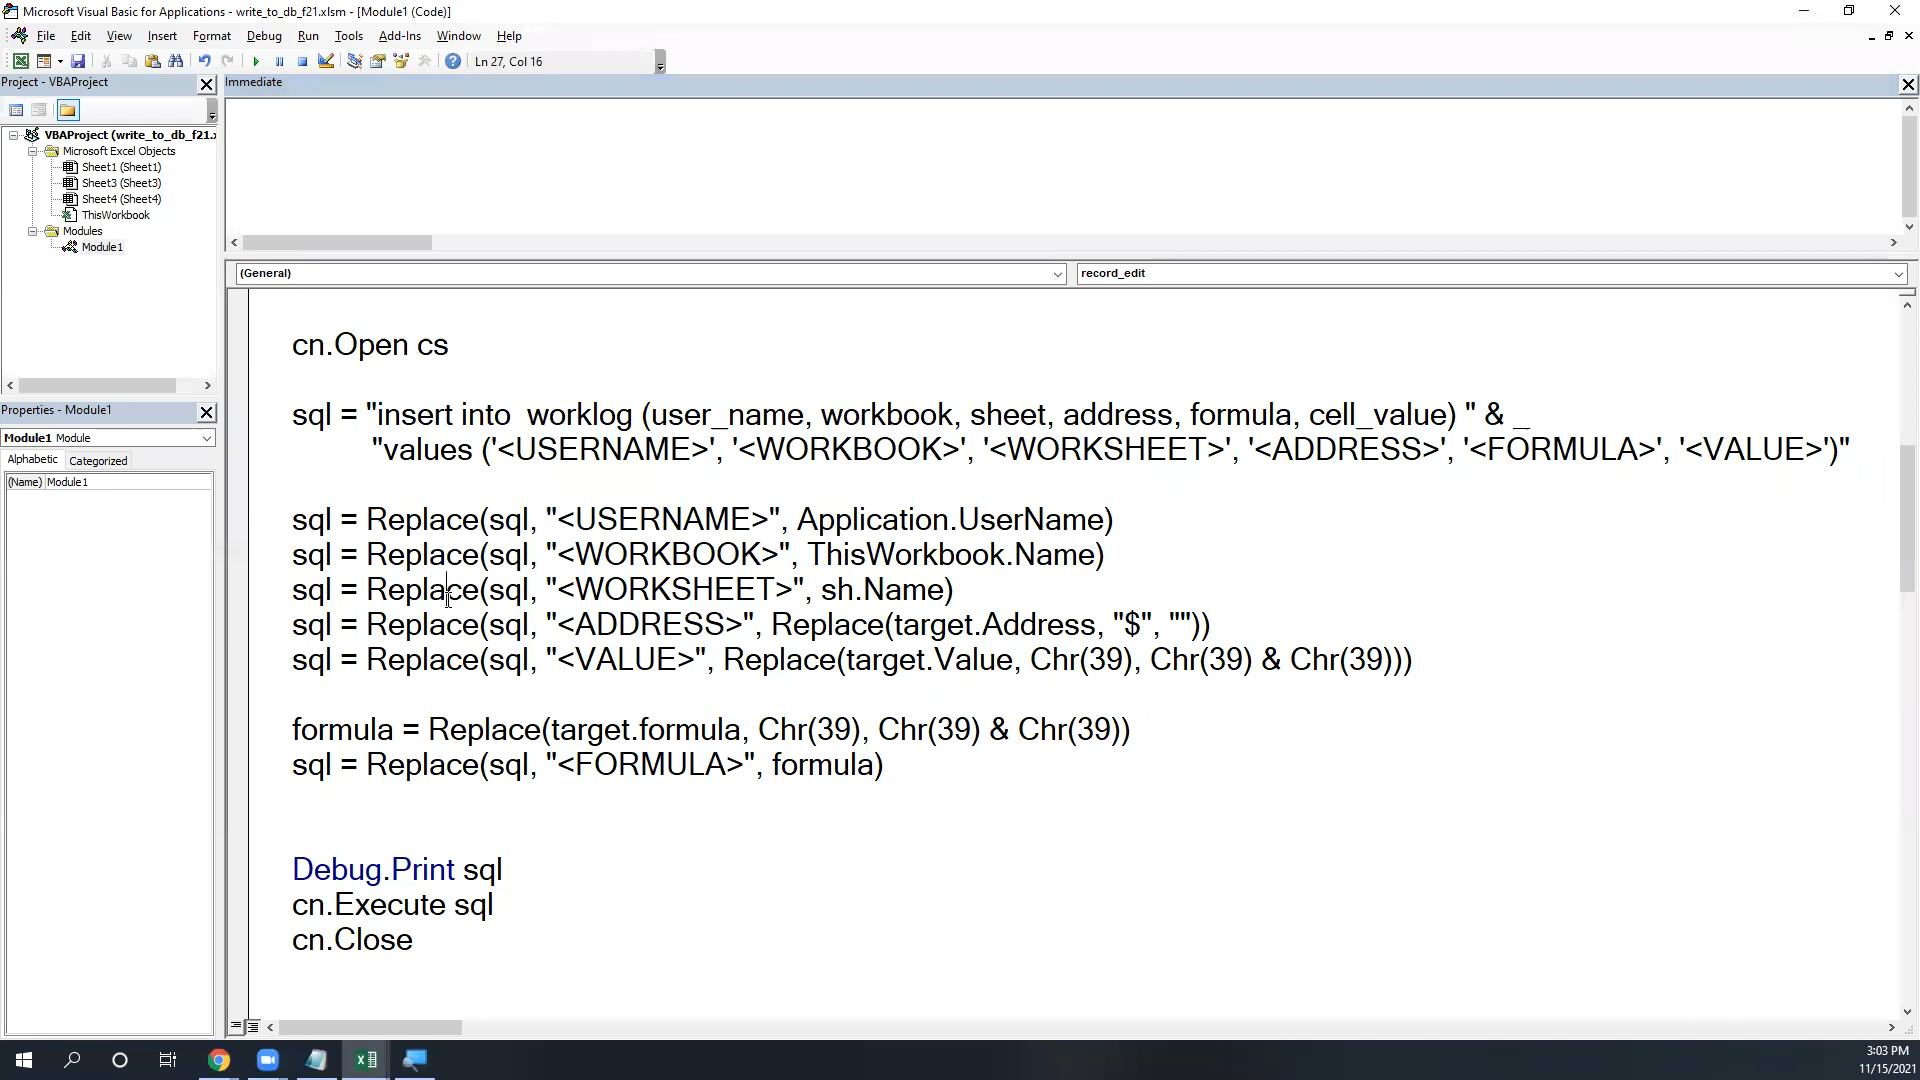 Microsoft Visual Basic for Applications - write_to_db_f21.xlsm - [Module1 (Code)]
File Edit View Insert Format Debug Run Tools Add-Ins Window Help
Ln 27, Col 16
Project - VBAProject
Immediate
VBAProject (write_to_db_f21.x
Microsoft Excel Objects
Sheet1 (Sheet1)
Sheet3 (Sheet3)
Sheet4 (Sheet4)
ThisWorkbook
Modules
Module1
(General)
record_edit
Properties - Module1
Module1 Module
Alphabetic Categorized
(Name) Module1
cn.Open cs
sql = "insert into  worklog (user_name, workbook, sheet, address, formula, cell_value) " & _
"values ('<USERNAME>', '<WORKBOOK>', '<WORKSHEET>', '<ADDRESS>', '<FORMULA>', '<VALUE>')"
sql = Replace(sql, "<USERNAME>", Application.UserName)
sql = Replace(sql, "<WORKBOOK>", ThisWorkbook.Name)
sql = Replace(sql, "<WORKSHEET>", sh.Name)
sql = Replace(sql, "<ADDRESS>", Replace(target.Address, "$", ""))
sql = Replace(sql, "<VALUE>", Replace(target.Value, Chr(39), Chr(39) & Chr(39)))
formula = Replace(target.formula, Chr(39), Chr(39) & Chr(39))
sql = Replace(sql, "<FORMULA>", formula)
Debug.Print sql
cn.Execute sql
cn.Close
3:03 PM
11/15/2021